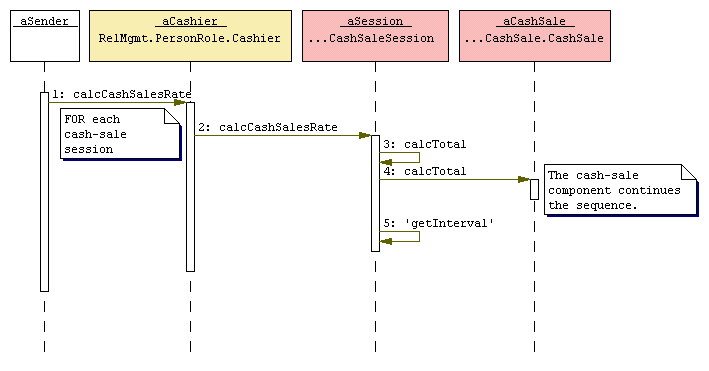 aSender
aCashier
RelMgmt.PersonRole.Cashier
aSession
...CashSaleSession
aCashSale
...CashSale.CashSale
1: calcCashSalesRate
FOR each
cash-sale
session
2: calcCashSalesRate
3: calcTotal
4: calcTotal
The cash-sale
component continues
the sequence.
5: 'getInterval'